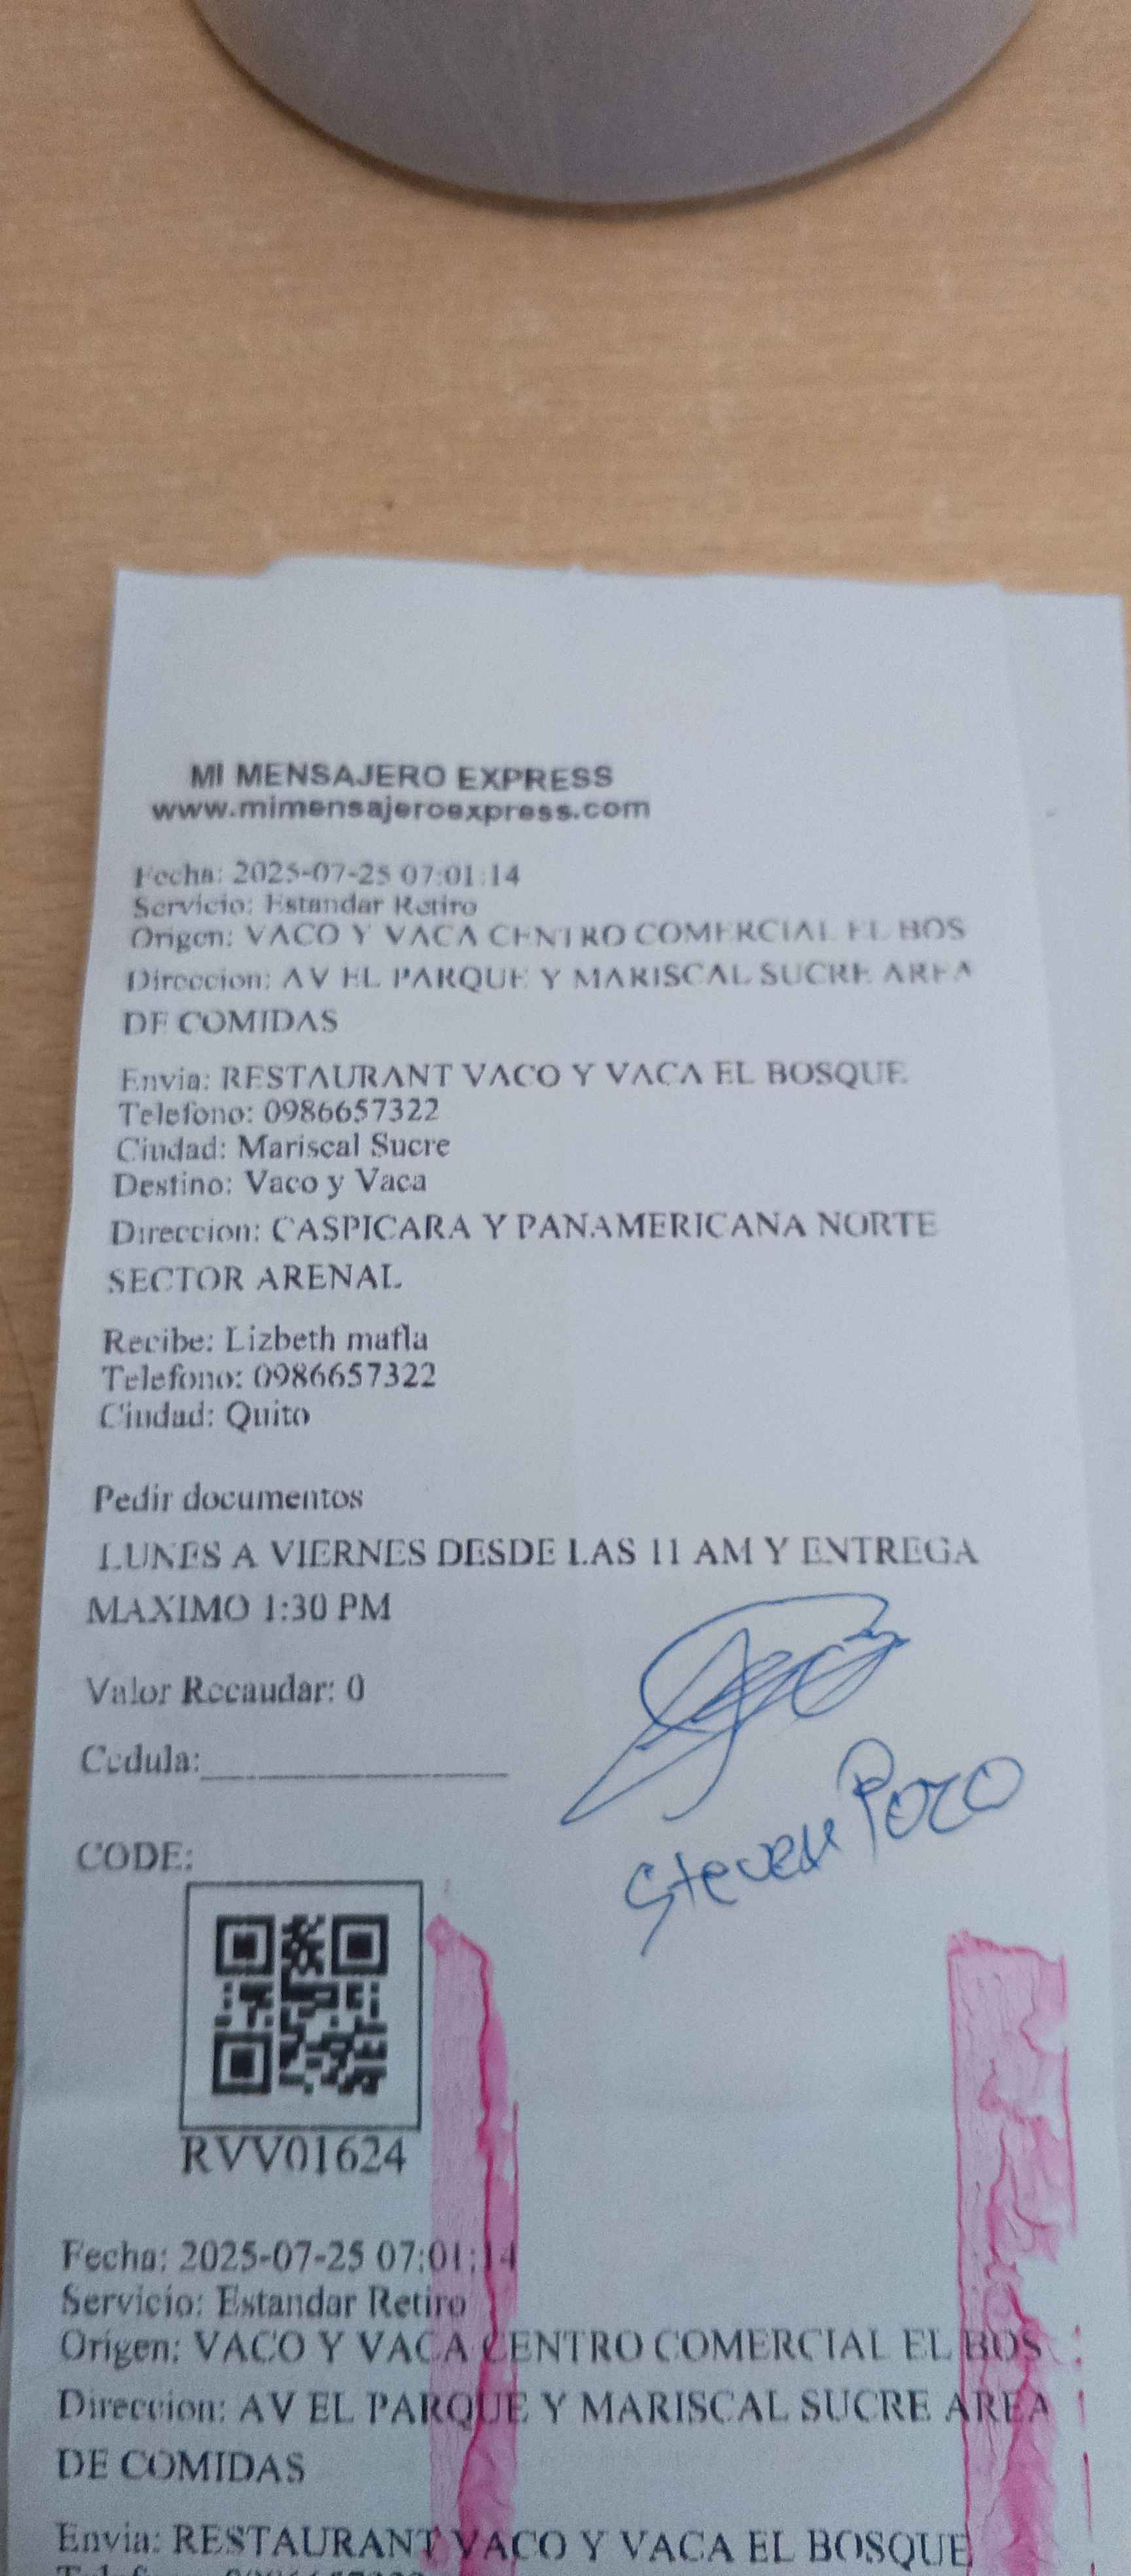 MI MENSAJERO EXPRESS
www.mimensajeroexpress.com
Fecha: 2025-07-25 07:01:14
Servicio: Estandar Retiro
Origen: VACO Y VACA CENTRO COMERCIAL EL BOS
Direccion: AV EL PARQUE Y MARISCAL SUCRE AREA
DE COMIDAS
Envia: RESTAURANT VACO Y VACA EL BOSQUE
Telefono: 0986657322
Ciudad: Mariscal Sucre
Destino: Vaco y Vaca
Direccion: CASPICARA Y PANAMERICANA NORTE
SECTOR ARENAL
Recibe: Lizbeth mafla
Telefono: 0986657322
Ciudad: Quito
Pedir documentos
LUNES A VIERNES DESDE LAS 11 AM Y ENTREGA
MAXIMO 1:30 PM
Valor Recaudar: 0
Cedula:
Steven Pozo
CODE:
RVV01624
Fecha: 2025-07-25 07:01:14
Servicio: Estandar Retiro
Origen: VACO Y VACA CENTRO COMERCIAL EL BOS
Direccion: AV EL PARQUE Y MARISCAL SUCRE AREA
DE COMIDAS
Envia: RESTAURANT VACO Y VACA EL BOSQUE